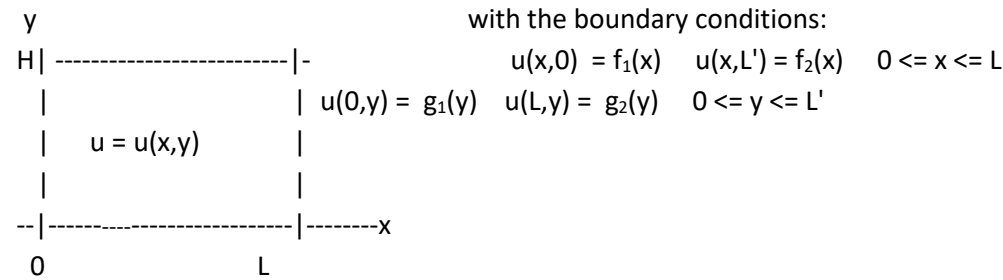 y with the boundary conditions:
H| --------------------------|- u(x,0) = f₁(x) u(x,L') = f₂(x) 0 <= x <= L
| | u(0,y) = g₁(y) u(L,y) = g₂(y) 0 <= y <= L'
| u = u(x,y) |
| |
--|----------------------------|--------x
0 L